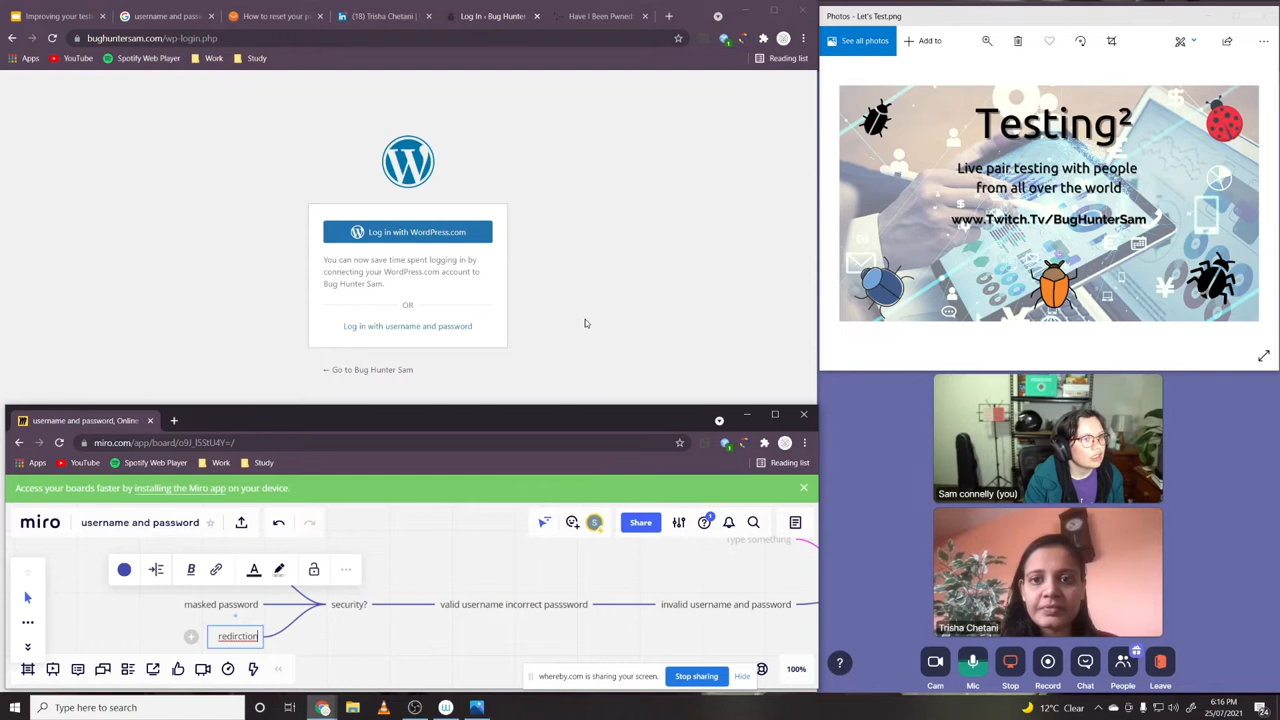 Improving your tes
username and pass
How to reset your p
(18) Trisha Chetani |
Log In ‹ Bug Hunter
Have I Been Pwned:
bughuntersam.com/wp-login.php
Apps
YouTube
Spotify Web Player
Work
Study
Reading list
Log in with WordPress.com
You can now save time spent logging in by
connecting your WordPress.com account to
Bug Hunter Sam.
OR
Log in with username and password
← Go to Bug Hunter Sam
Photos - Let's Test.png
See all photos
Add to
Testing²
Live pair testing with people
from all over the world
www.Twitch.Tv/BugHunterSam
username and password, Online
miro.com/app/board/o9J_l5StU4Y=/
Apps
YouTube
Spotify Web Player
Work
Study
Reading list
Access your boards faster by installing the Miro app on your device.
miro
username and password
S
Share
1
Type something
B
A
masked password
security?
valid username incorrect passsword
invalid username and password
redirction
100%
whereby.com is sharing your screen.
Stop sharing
Hide
Sam connelly (you)
Trisha Chetani
Cam
Mic
Stop
Record
Chat
People
Leave
Type here to search
12°C Clear
6:16 PM
25/07/2021
24